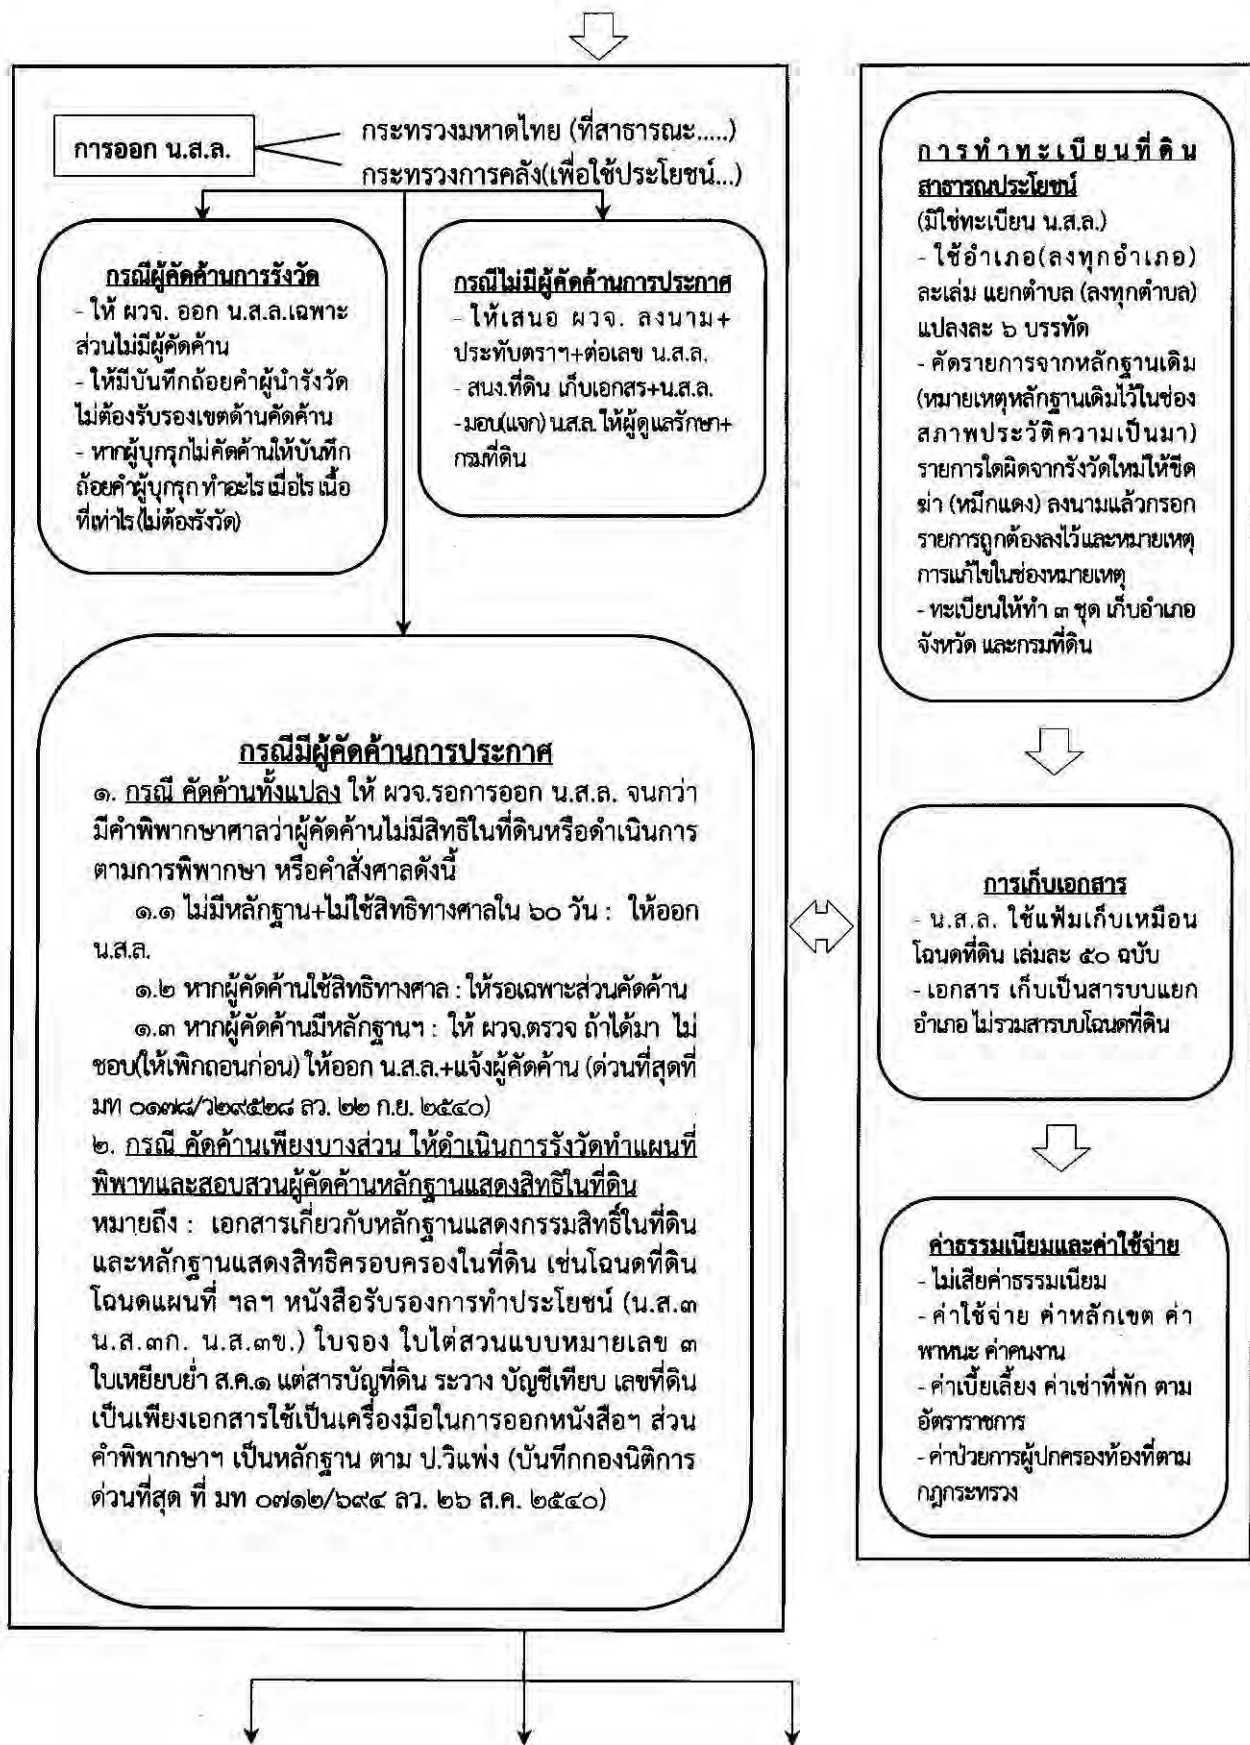 การออก น.ส.ล.
กระทรวงมหาดไทย (ที่สาธารณะ.....)
กระทรวงการคลัง(เพื่อใช้ประโยชน์...)
กรณีผู้คัดค้านการรังวัด
- ให้ ผวจ. ออก น.ส.ล.เฉพาะ
ส่วนไม่มีผู้คัดค้าน
- ให้มีบันทึกถ้อยคำผู้นำรังวัด
ไม่ต้องรับรองเขตด้านคัดค้าน
- หากผู้บุกรุกไม่คัดค้านให้บันทึก
ถ้อยคำผู้บุกรุก ทำอะไร เมื่อไร เนื้อ
ที่เท่าไร (ไม่ต้องรังวัด)
กรณีไม่มีผู้คัดค้านการประกาศ
- ให้เสนอ ผวจ. ลงนาม+
ประทับตราฯ+ต่อเลข น.ส.ล.
- สนง.ที่ดิน เก็บเอกสร+น.ส.ล.
-มอบ(แจก) น.ส.ล. ให้ผู้ดูแลรักษา+
กรมที่ดิน
กรณีมีผู้คัดค้านการประกาศ
๑. กรณี คัดค้านทั้งแปลง ให้ ผวจ.รอการออก น.ส.ล. จนกว่า
มีคำพิพากษาศาลว่าผู้คัดค้านไม่มีสิทธิในที่ดินหรือดำเนินการ
ตามการพิพากษา หรือคำสั่งศาลดังนี้
๑.๑ ไม่มีหลักฐาน+ไม่ใช้สิทธิทางศาลใน ๖๐ วัน : ให้ออก
น.ส.ล.
๑.๒ หากผู้คัดค้านใช้สิทธิทางศาล : ให้รอเฉพาะส่วนคัดค้าน
๑.๓ หากผู้คัดค้านมีหลักฐานฯ : ให้ ผวจ.ตรวจ ถ้าได้มา ไม่
ชอบ(ให้เพิกถอนก่อน) ให้ออก น.ส.ล.+แจ้งผู้คัดค้าน (ด่วนที่สุดที่
มท ๐๑๗๘/ว๒๙๕๒๘ ลว. ๒๒ ก.ย. ๒๕๔๐)
๒. กรณี คัดค้านเพียงบางส่วน ให้ดำเนินการรังวัดทำแผนที่
พิพาทและสอบสวนผู้คัดค้านหลักฐานแสดงสิทธิในที่ดิน
หมายถึง : เอกสารเกี่ยวกับหลักฐานแสดงกรรมสิทธิ์ในที่ดิน
และหลักฐานแสดงสิทธิครอบครองในที่ดิน เช่นโฉนดที่ดิน
โฉนดแผนที่ ฯลฯ หนังสือรับรองการทำประโยชน์ (น.ส.๓
น.ส.๓ก. น.ส.๓ข.) ใบจอง ใบไต่สวนแบบหมายเลข ๓
ใบเหยียบย่ำ ส.ค.๑ แต่สารบัญที่ดิน ระวาง บัญชีเทียบ เลขที่ดิน
เป็นเพียงเอกสารใช้เป็นเครื่องมือในการออกหนังสือฯ ส่วน
คำพิพากษาฯ เป็นหลักฐาน ตาม ป.วิแพ่ง (บันทึกกองนิติการ
ด่วนที่สุด ที่ มท ๐๗๑๒/๖๙๔ ลว. ๒๖ ส.ค. ๒๕๔๐)
การทำทะเบียนที่ดิน
สาธารณประโยชน์
(มิใช่ทะเบียน น.ส.ล.)
- ใช้อำเภอ(ลงทุกอำเภอ)
ละเล่ม แยกตำบล (ลงทุกตำบล)
แปลงละ ๖ บรรทัด
- คัดรายการจากหลักฐานเดิม
(หมายเหตุหลักฐานเดิมไว้ในช่อง
สภาพประวัติความเป็นมา)
รายการใดผิดจากรังวัดใหม่ให้ขีด
ฆ่า (หมึกแดง) ลงนามแล้วกรอก
รายการถูกต้องลงไว้และหมายเหตุ
การแก้ไขในช่องหมายเหตุ
- ทะเบียนให้ทำ ๓ ชุด เก็บอำเภอ
จังหวัด และกรมที่ดิน
การเก็บเอกสาร
- น.ส.ล. ใช้แฟ้มเก็บเหมือน
โฉนดที่ดิน เล่มละ ๕๐ ฉบับ
- เอกสาร เก็บเป็นสารบบแยก
อำเภอ ไม่รวมสารบบโฉนดที่ดิน
ค่าธรรมเนียมและค่าใช้จ่าย
- ไม่เสียค่าธรรมเนียม
- ค่าใช้จ่าย ค่าหลักเขต ค่า
พาหนะ ค่าคนงาน
- ค่าเบี้ยเลี้ยง ค่าเช่าที่พัก ตาม
อัตราราชการ
- ค่าป่วยการผู้ปกครองท้องที่ตาม
กฎกระทรวง